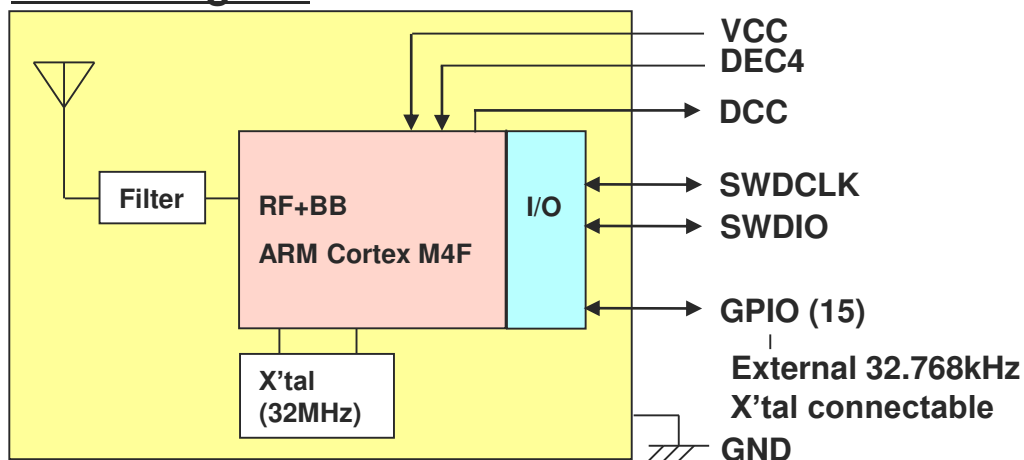 VCC
DEC4
DCC
Filter
RF+BB
ARM Cortex M4F
I/O
SWDCLK
SWDIO
GPIO (15)
External 32.768kHz
X'tal connectable
X'tal
(32MHz)
GND